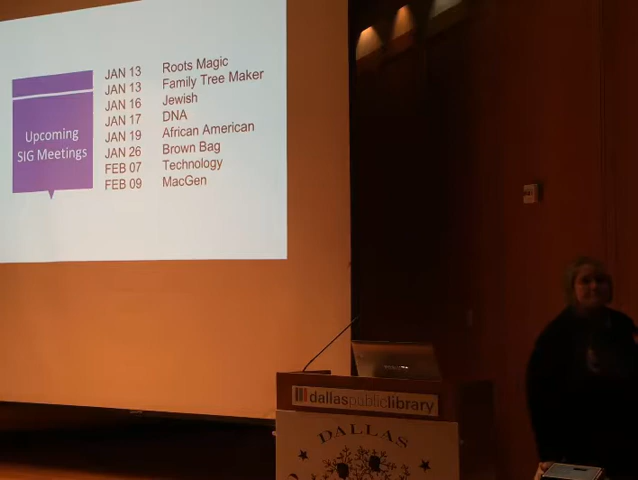 Upcoming
SIG Meetings
JAN 13 Roots Magic
JAN 13 Family Tree Maker
JAN 16 Jewish
JAN 17 DNA
JAN 19 African American
JAN 26 Brown Bag
FEB 07 Technology
FEB 09 MacGen
dallaspubliclibrary
DALLAS